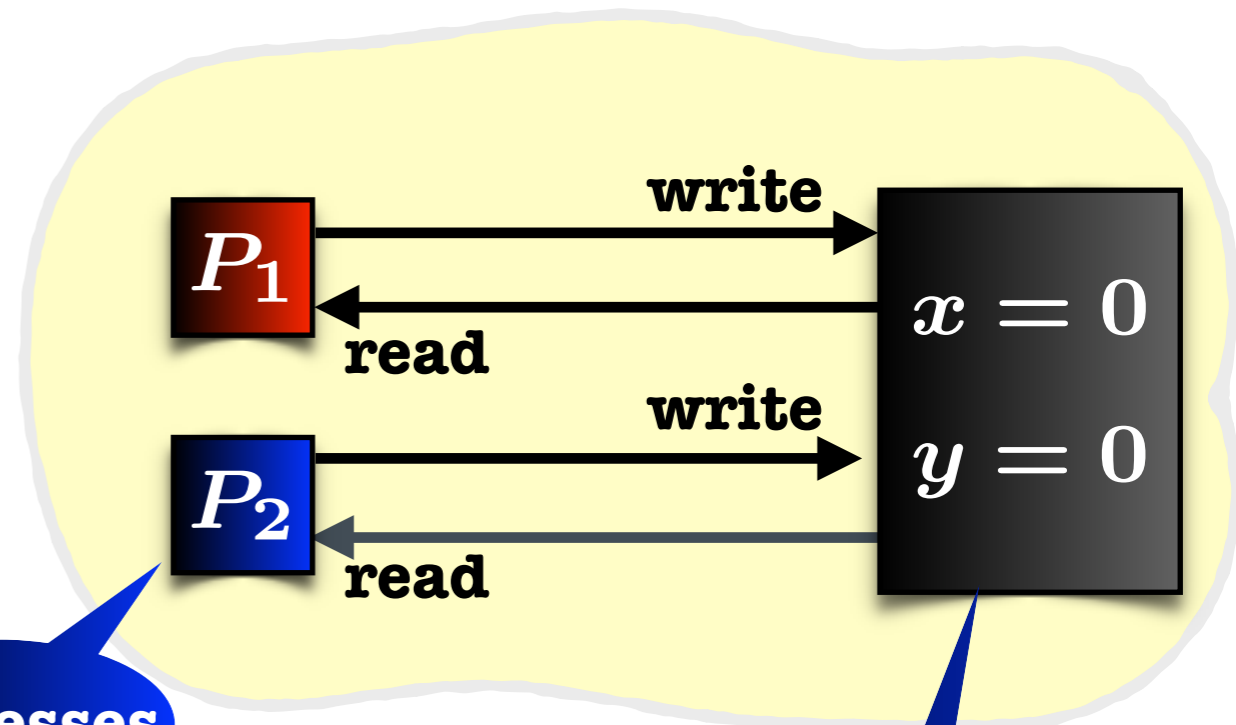 write
P₁
x = 0
read
write
y = 0
P₂
read